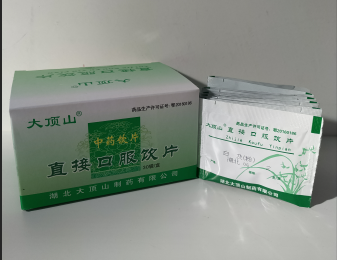 大顶山®
中药饮片
直接口服饮片
湖北大顶山制药有限公司
大顶山® 直接口服饮片
Zhijie Koufu Yinpian
湖北大顶山制药有限公司